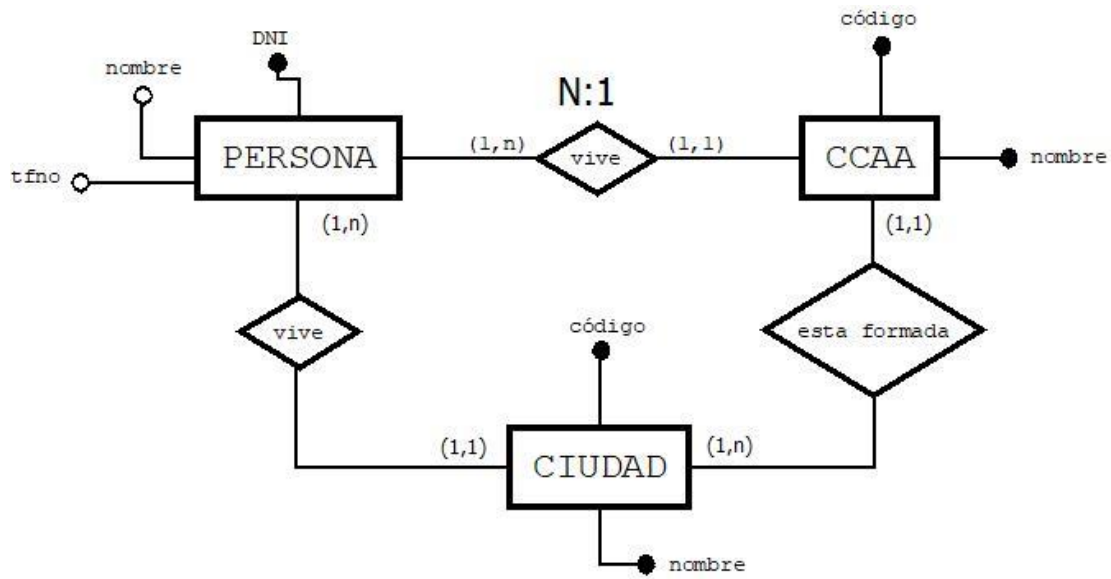 código
DNI
nombre
N:1
PERSONA
(1,n)
vive
(1,1)
CCAA
nombre
tfno
(1,n)
(1,1)
código
vive
esta formada
(1,1)
CIUDAD
(1,n)
nombre